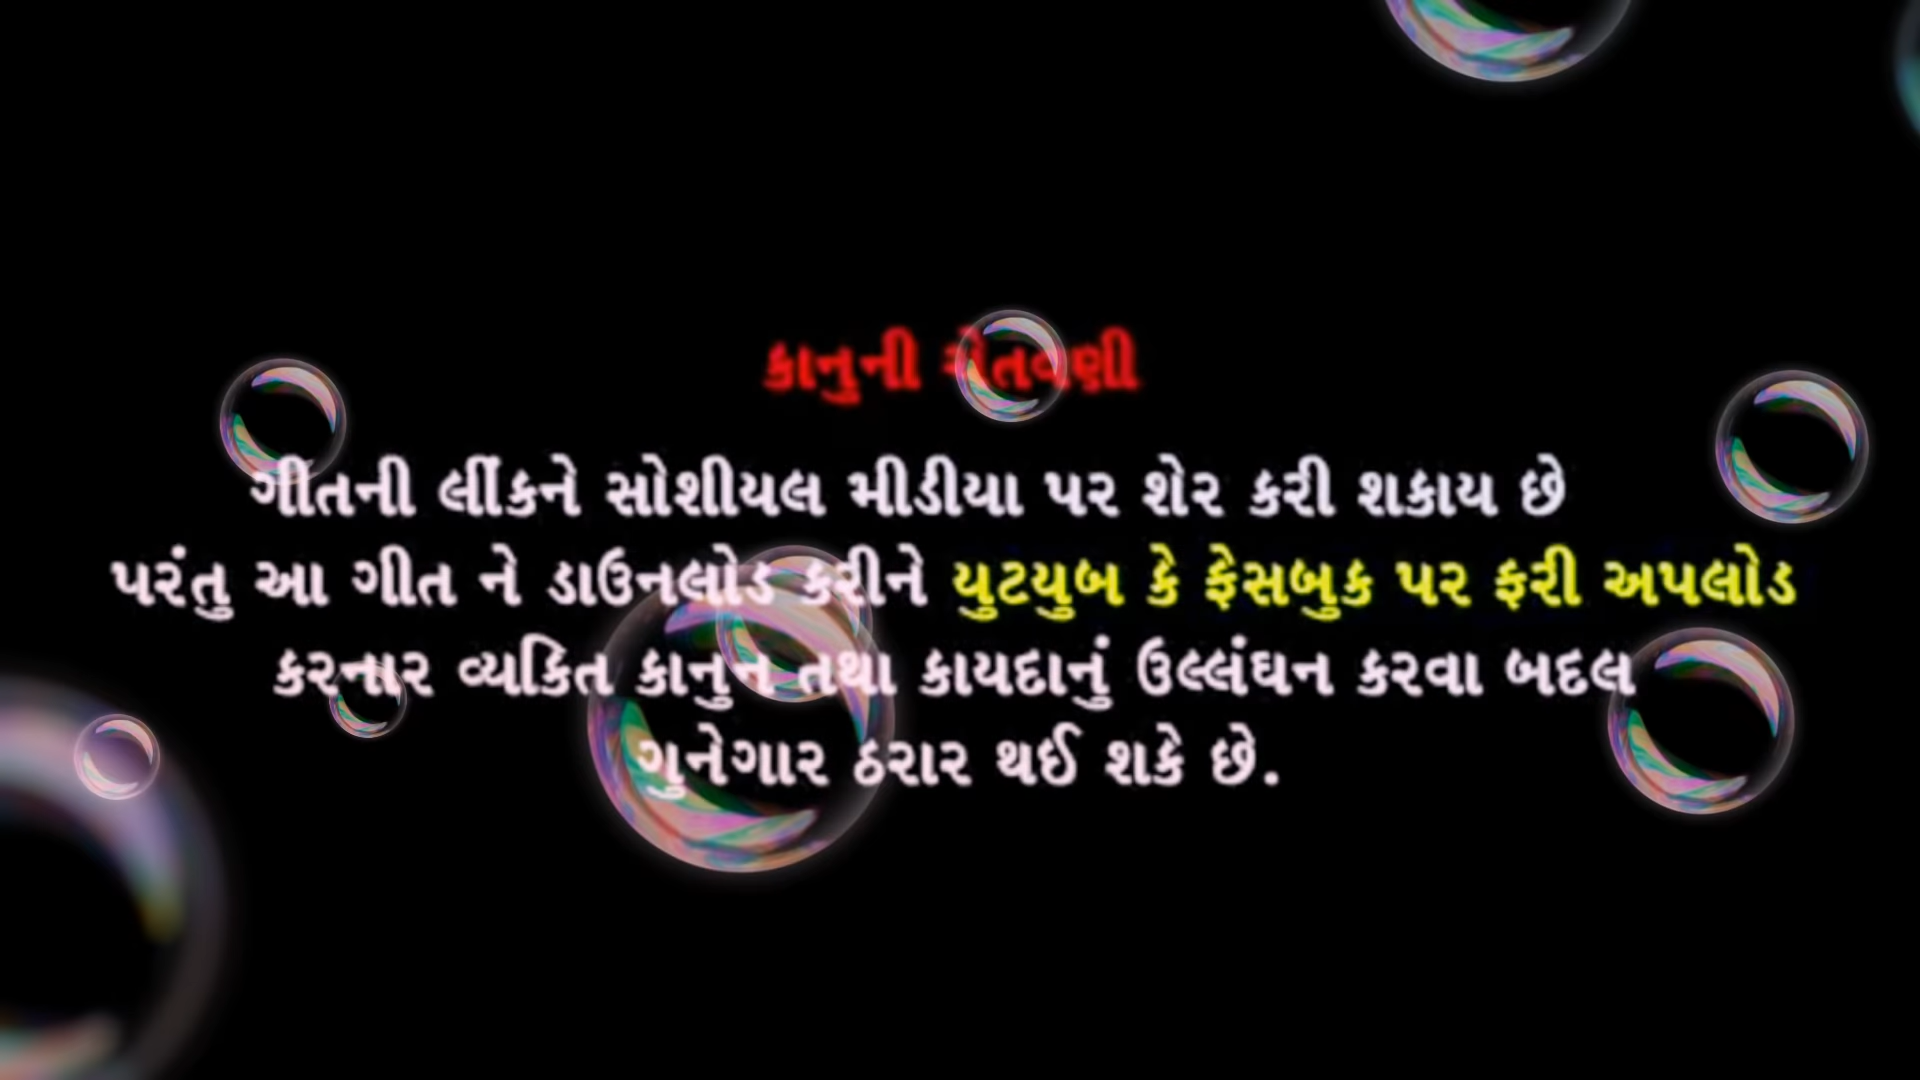 કાનુની ચેતવણી
ગીતની લીંકને સોશીયલ મીડીયા પર શેર કરી શકાય છે
પરંતુ આ ગીત ને ડાઉનલોડ કરીને યુટયુબ કે ફેસબુક પર ફરી અપલોડ
કરનાર વ્યકિત કાનુન તથા કાયદાનું ઉલ્લંઘન કરવા બદલ
ગુનેગાર ઠરાર થઈ શકે છે.